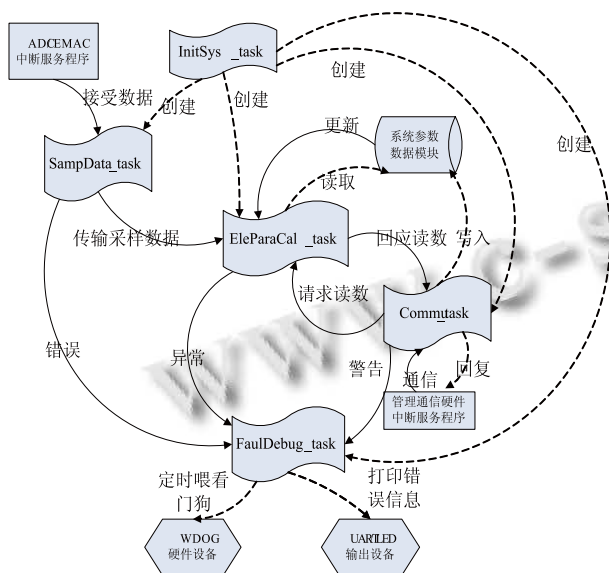 ADCEMAC
中断服务程序
InitSys _task
接受数据
创建
创建
创建
创建
更新
系统参数
数据模块
SampData_task
读取
传输采样数据
EleParaCal _task
回应读数
写入
请求读数
Comm_task
错误
异常
警告
通信
回复
管理通信硬件
中断服务程序
FaulDebug_task
定时喂看
门狗
打印错
误信息
WDOG
硬件设备
UARTLED
输出设备
www.c-s